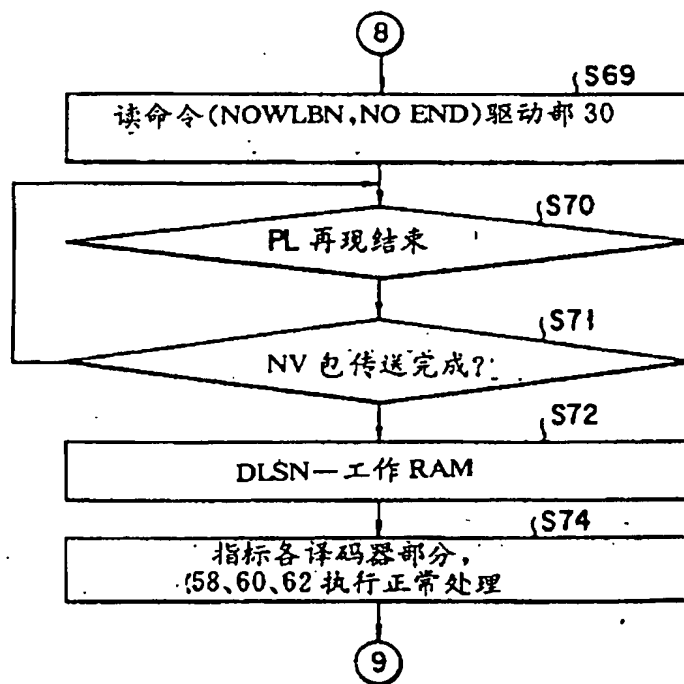 8
S69
读命令(NOWLBN,NO END)驱动部 30
S70
PL 再现结束
S71
NV 包传送完成?
S72
DLSN—工作 RAM
S74
指标各译码器部分,
58、60、62 执行正常处理
9